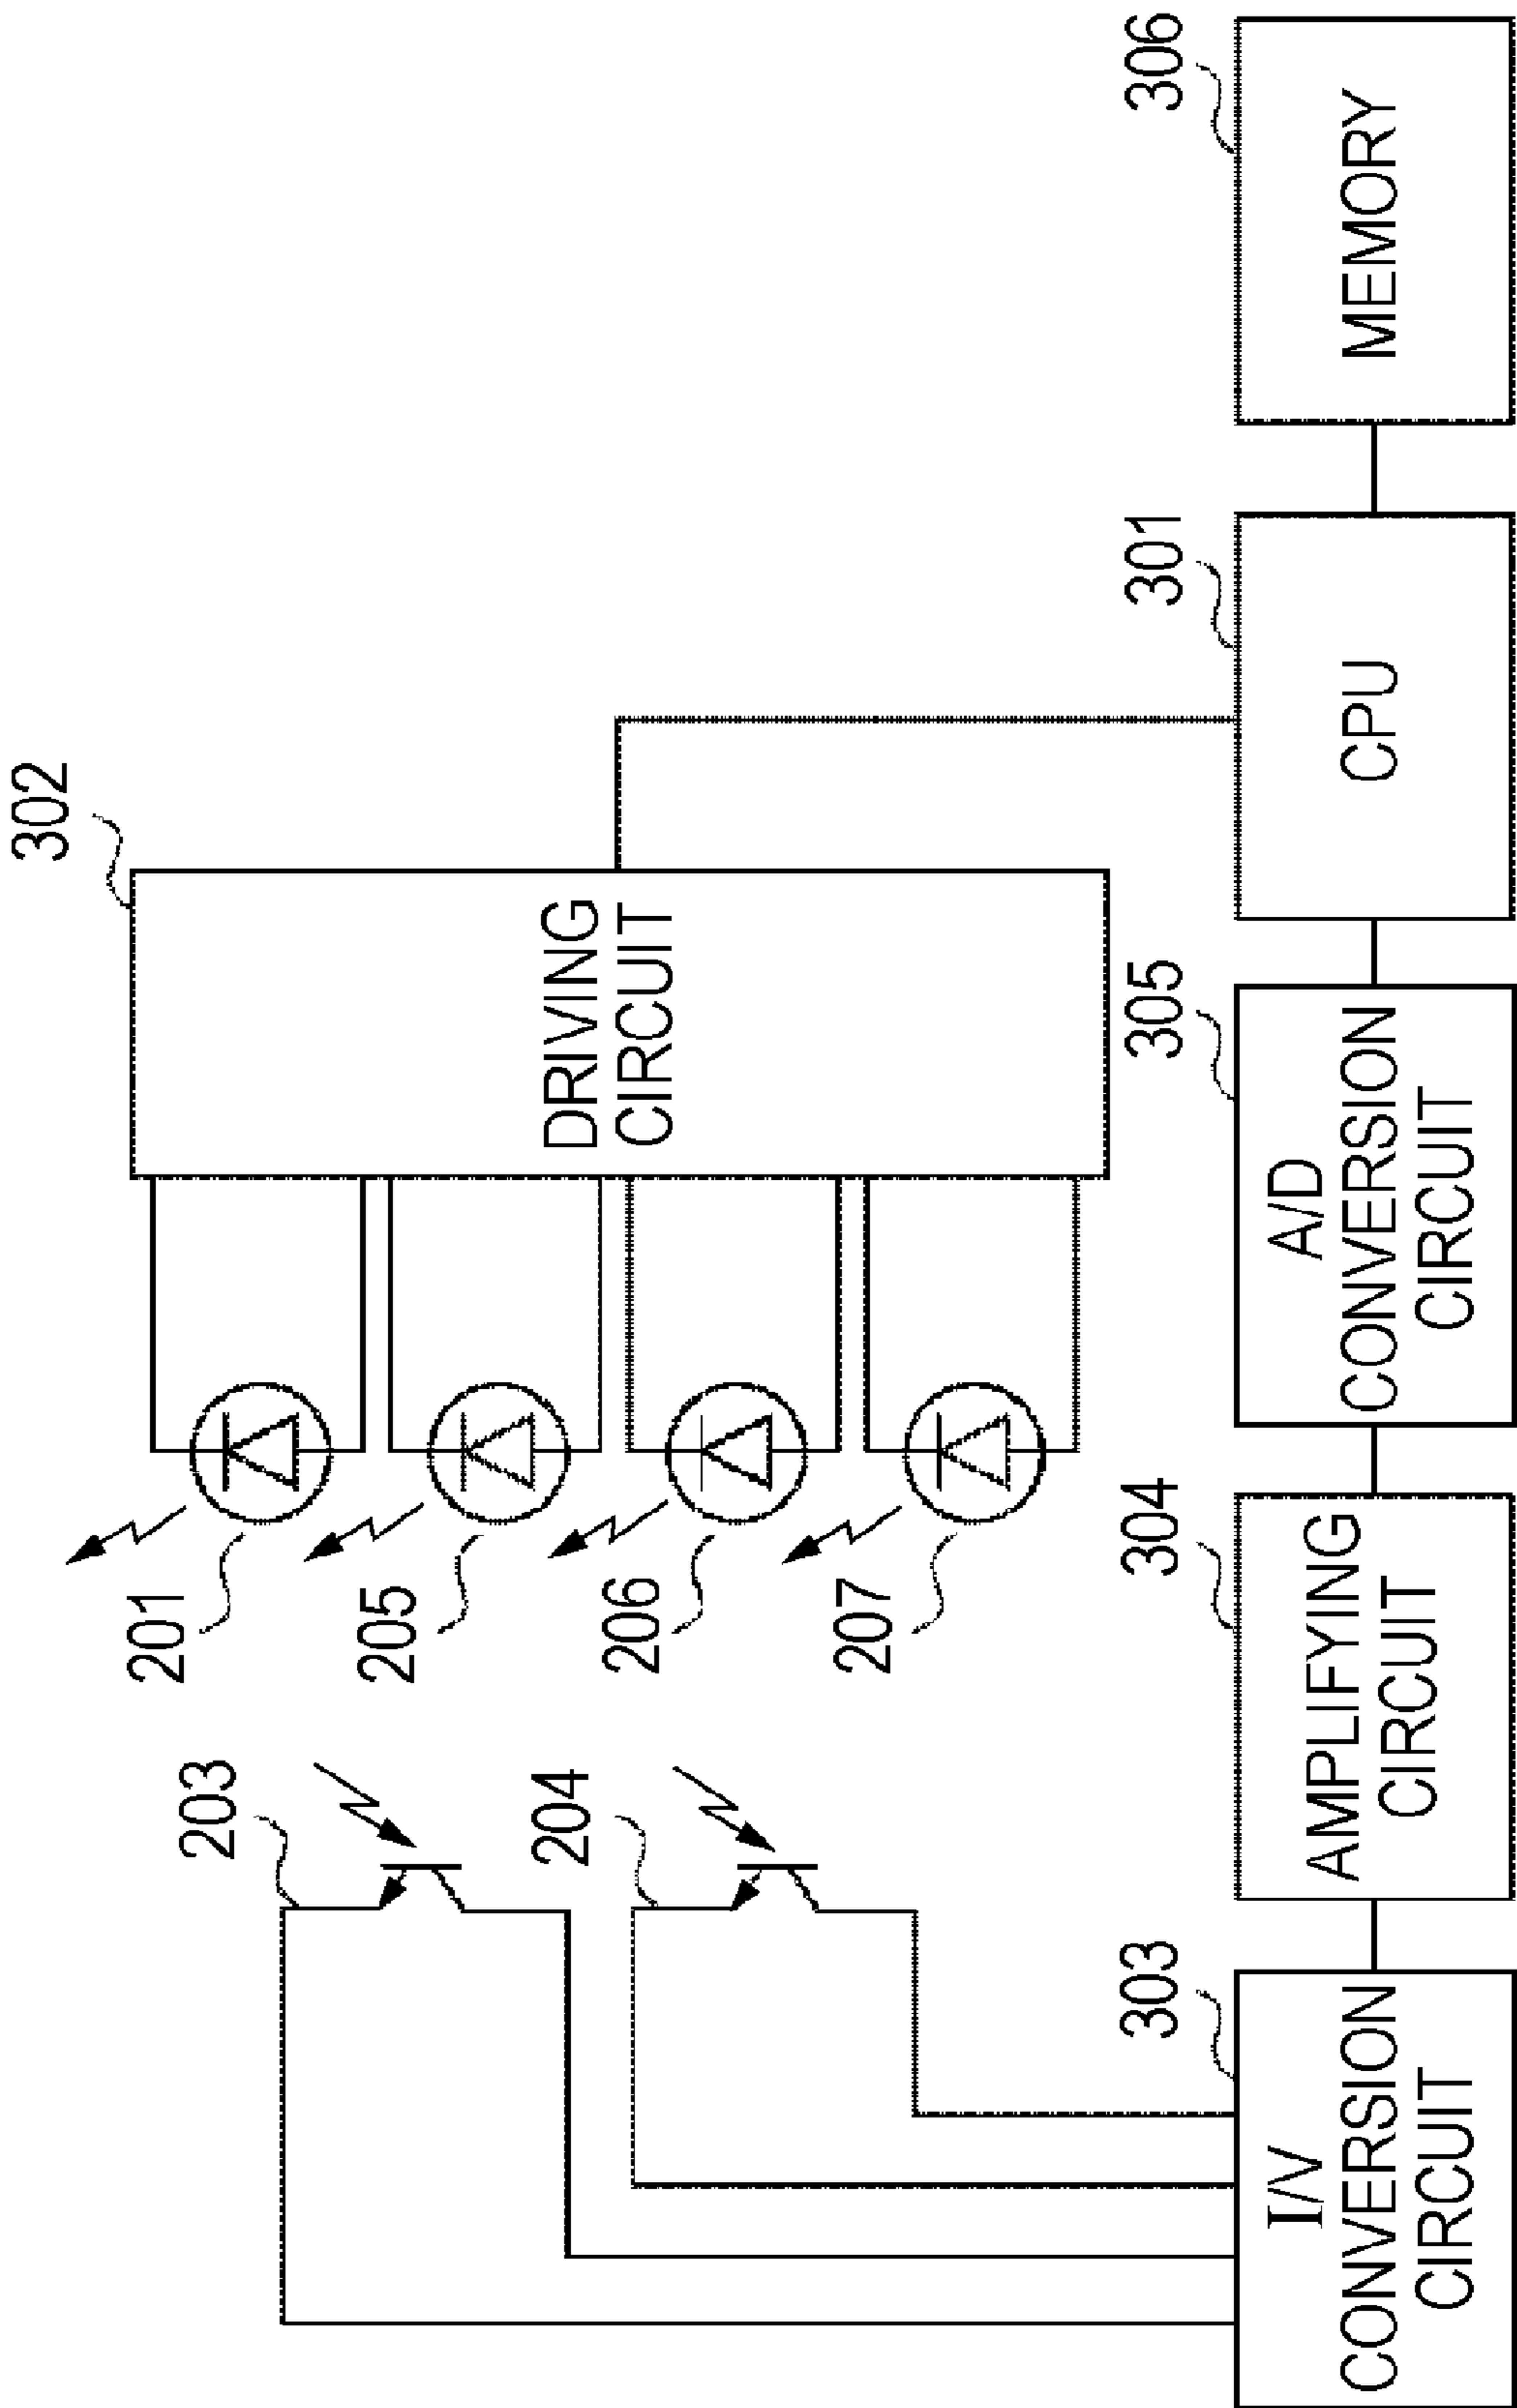 302
201
205
206
207
203
204
DRIVING
CIRCUIT
303
304
305
301
306
I/V
CONVERSION
CIRCUIT
AMPLIFYING
CIRCUIT
A/D
CONVERSION
CIRCUIT
CPU
MEMORY